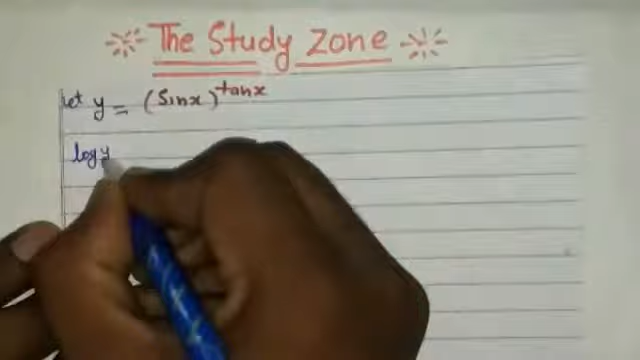 The Study Zone
Let y = (sinx)^tanx
log y